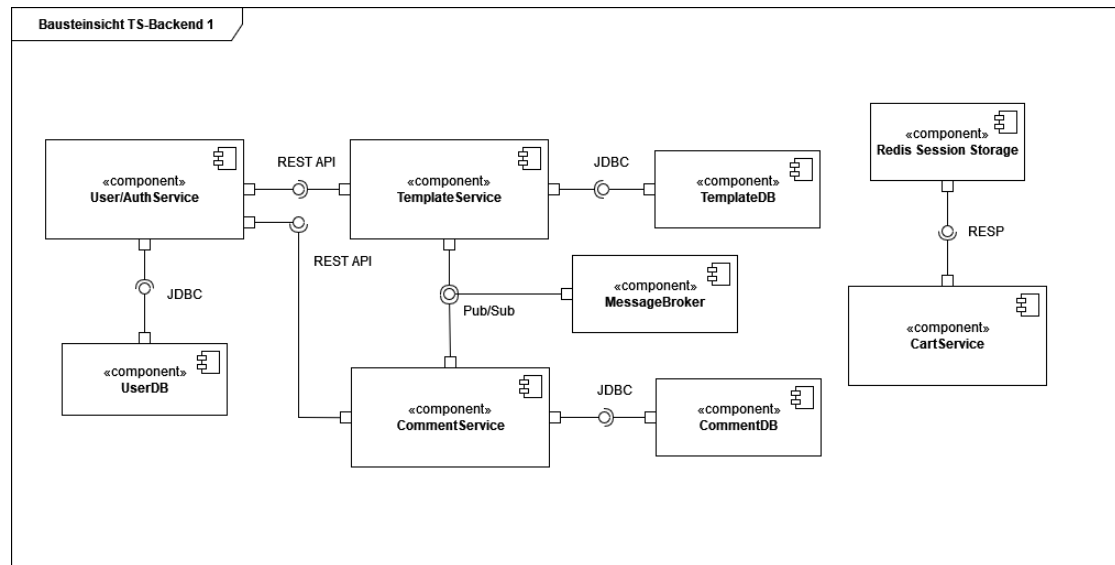 Bausteinsicht TS-Backend 1
«component»
User/AuthService
REST API
«component»
TemplateService
JDBC
«component»
TemplateDB
«component»
Redis Session Storage
REST API
RESP
JDBC
«component»
MessageBroker
Pub/Sub
«component»
CartService
«component»
UserDB
«component»
CommentService
JDBC
«component»
CommentDB